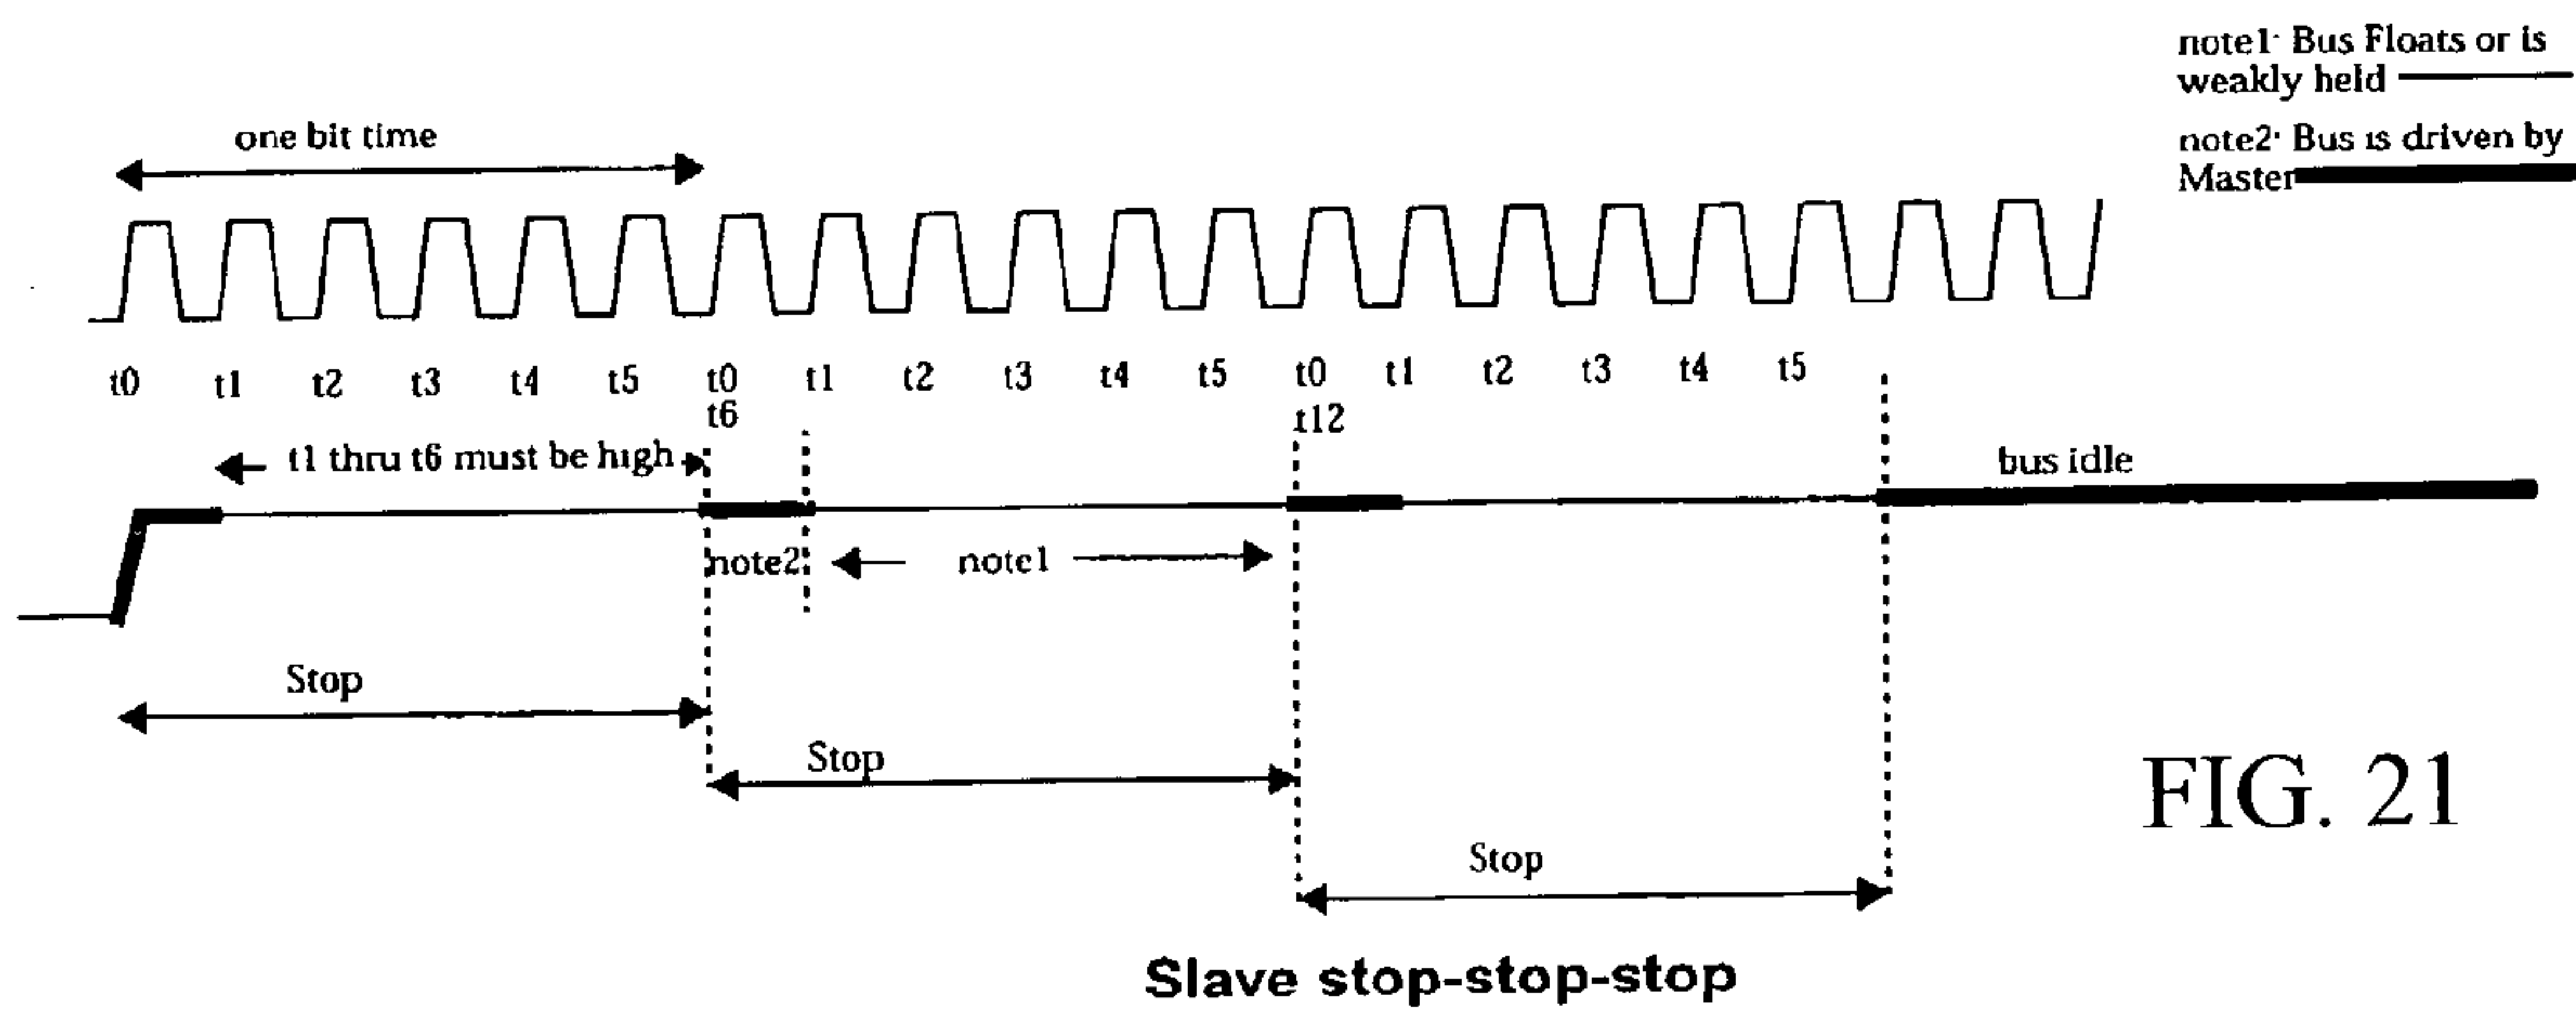 note1· Bus Floats or is
weakly held
note2· Bus is driven by
Master
one bit time
t0 t1 t2 t3 t4 t5 t0 t1 t2 t3 t4 t5 t0 t1 t2 t3 t4 t5
t6 t12
t1 thru t6 must be high
bus idle
note2 note1
Stop
Stop
Stop
FIG. 21
Slave stop-stop-stop